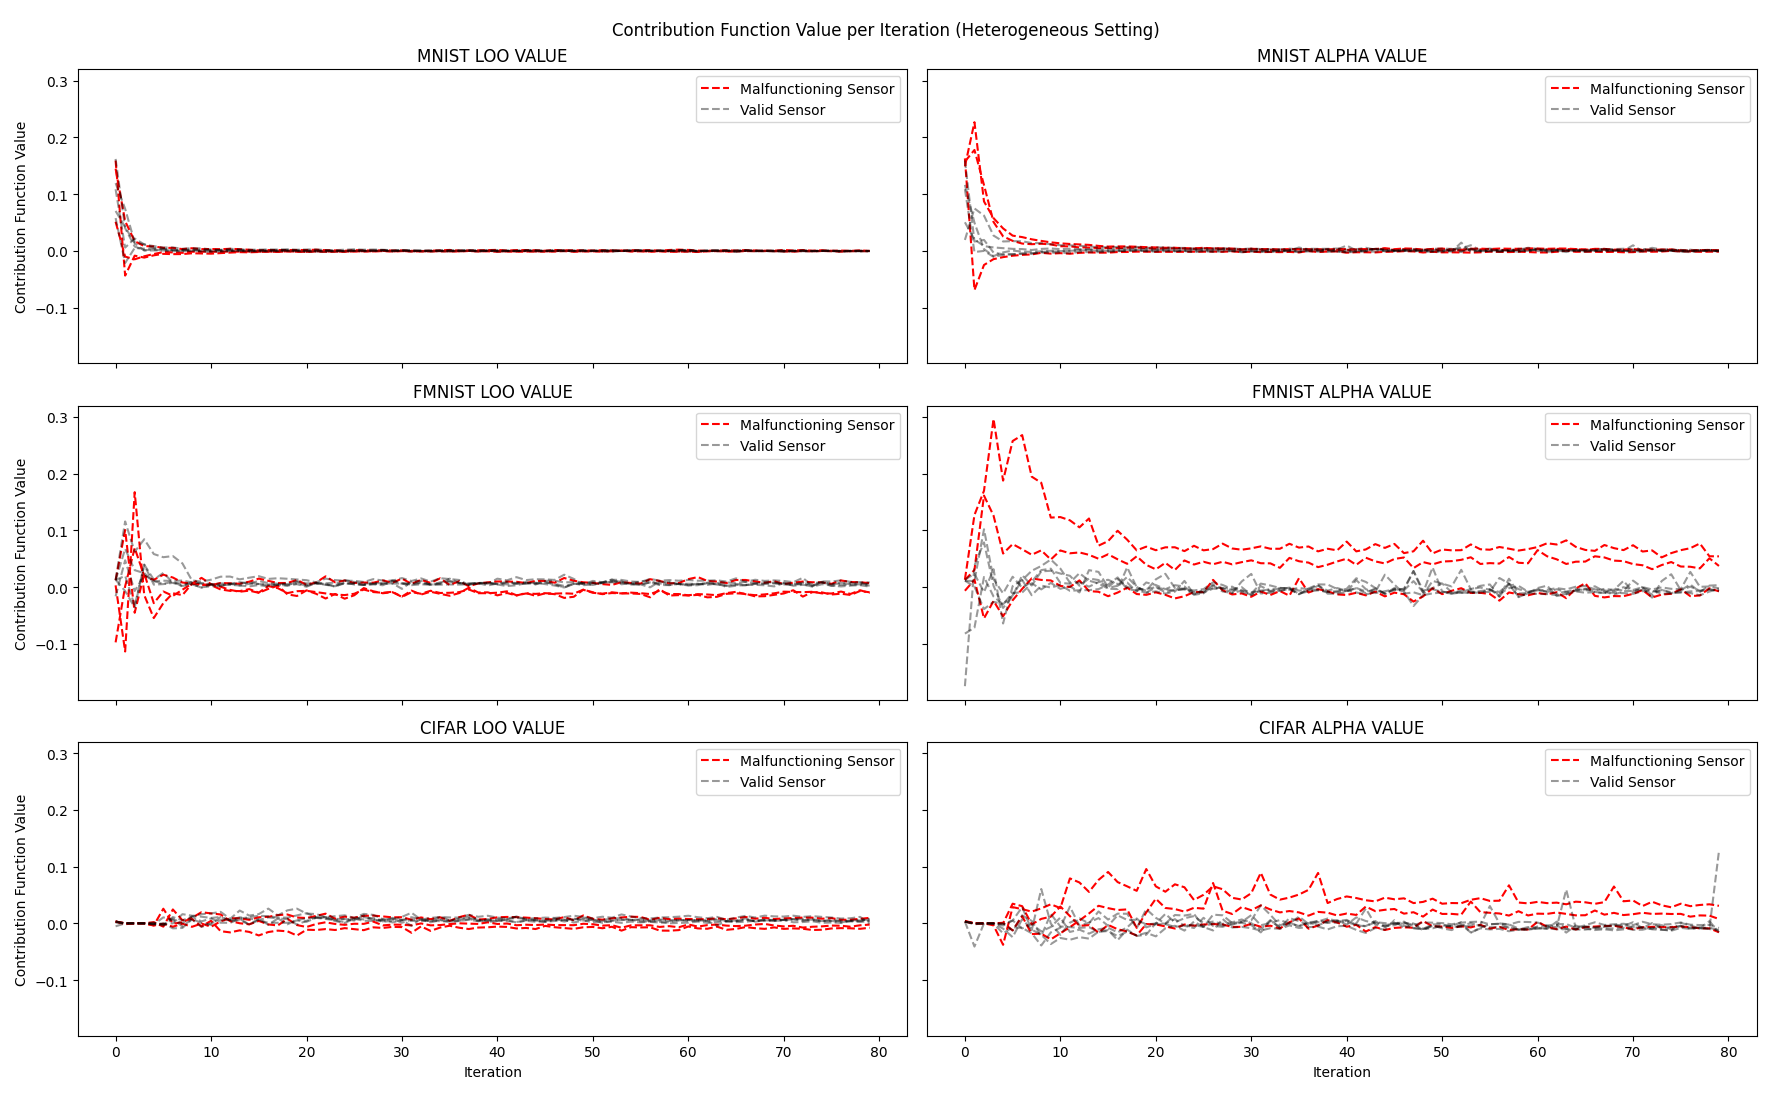 Contribution Function Value per Iteration (Heterogeneous Setting)
MNIST LOO VALUE
Contribution Function Value
0.3
0.2
0.1
0.0
−0.1
Malfunctioning Sensor
Valid Sensor
MNIST ALPHA VALUE
Malfunctioning Sensor
Valid Sensor
FMNIST LOO VALUE
Contribution Function Value
0.3
0.2
0.1
0.0
−0.1
Malfunctioning Sensor
Valid Sensor
FMNIST ALPHA VALUE
Malfunctioning Sensor
Valid Sensor
CIFAR LOO VALUE
Contribution Function Value
0.3
0.2
0.1
0.0
−0.1
Malfunctioning Sensor
Valid Sensor
0 10 20 30 40 50 60 70 80
Iteration
CIFAR ALPHA VALUE
Malfunctioning Sensor
Valid Sensor
0 10 20 30 40 50 60 70 80
Iteration